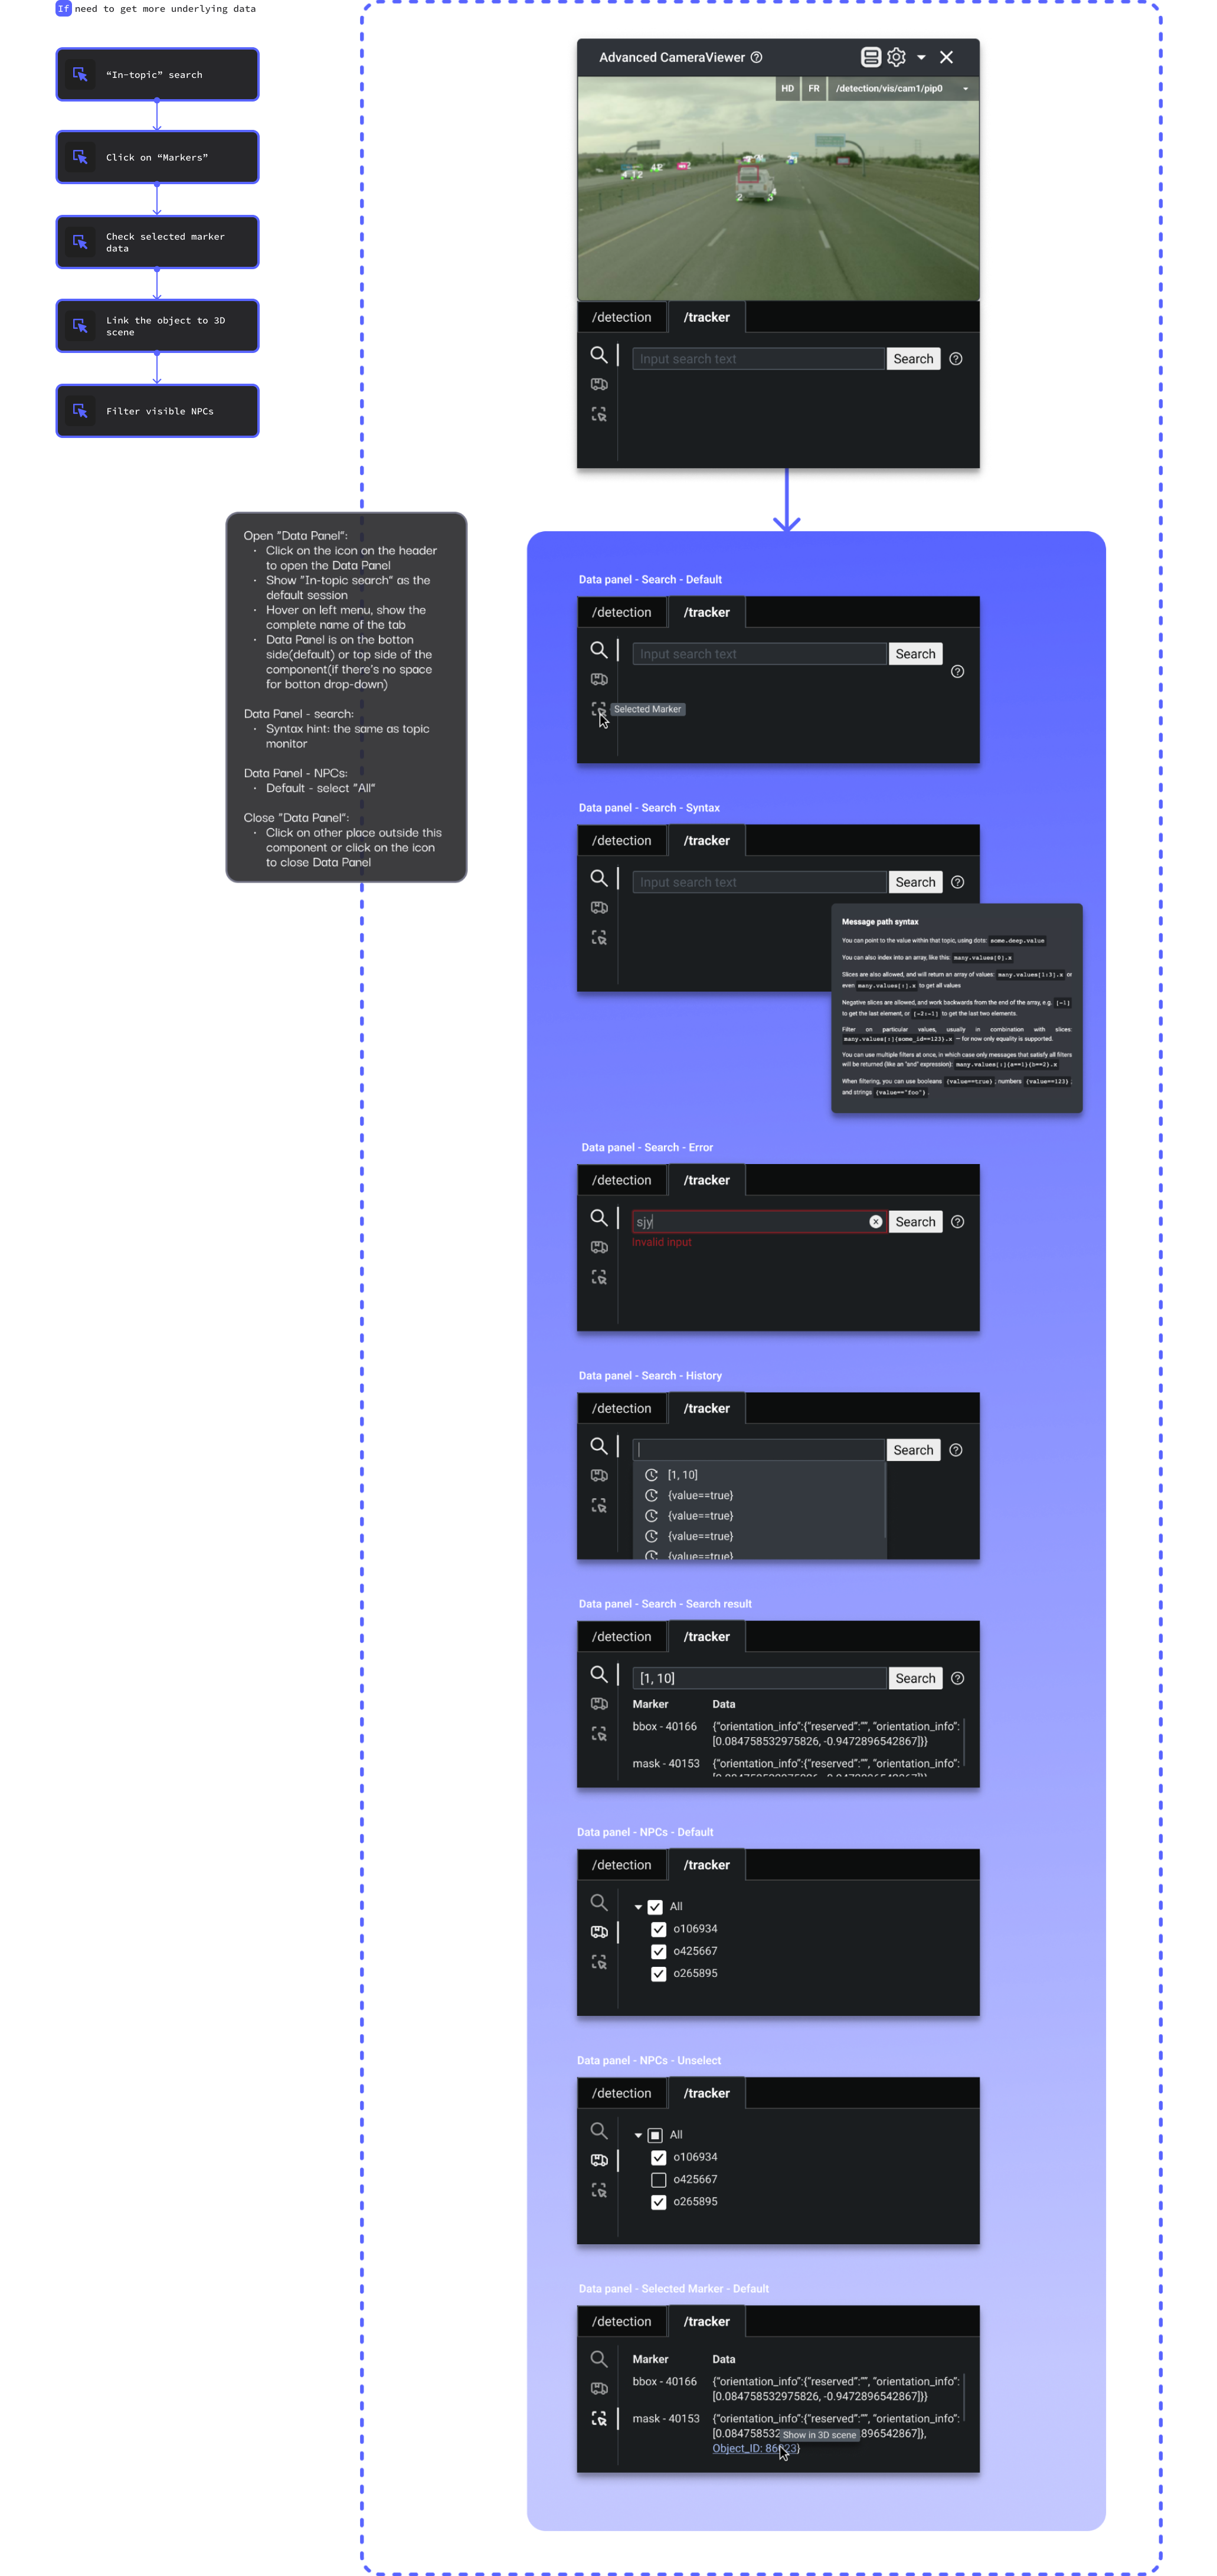 If need to get more underlying data
“In-topic” search
Click on “Markers”
Check selected marker
data
Link the object to 3D
scene
Filter visible NPCs
Open "Data Panel":
· Click on the icon on the header
to open the Data Panel
· Show "In-topic search" as the
default session
· Hover on left menu, show the
complete name of the tab
· Data Panel is on the botton
side(default) or top side of the
component(if there's no space
for botton drop-down)
Data Panel - search:
· Syntax hint: the same as topic
monitor
Data Panel - NPCs:
· Default - select "All"
Close "Data Panel":
· Click on other place outside this
component or click on the icon
to close Data Panel
Advanced CameraViewer
HD FR /detection/vis/cam1/pip0
2 3 4
/detection /tracker
Input search text Search
Data panel - Search - Default
/detection /tracker
Input search text Search
Selected Marker
Data panel - Search - Syntax
/detection /tracker
Input search text Search
Message path syntax
You can point to the value within that topic, using dots: some.deep.value
You can also index into an array, like this: many.values[0].x
Slices are also allowed, and will return an array of values: many.values[1:3].x or
even many.values[:].x to get all values
Negative slices are allowed, and work backwards from the end of the array, e.g. [-1]
to get the last element, or [-2:-1] to get the last two elements.
Filter on particular values, usually in combination with slices:
many.values[:]{some_id==123}.x — for now only equality is supported.
You can use multiple filters at once, in which case only messages that satisfy all filters
will be returned (like an "and" expression): many.values[:]{a==1}{b==2}.x
When filtering, you can use booleans {value==true}, numbers {value==123},
and strings {value=="foo"}.
Data panel - Search - Error
/detection /tracker
sjy Search
Invalid input
Data panel - Search - History
/detection /tracker
Search
[1, 10]
{value==true}
{value==true}
{value==true}
{value==true}
Data panel - Search - Search result
/detection /tracker
[1, 10] Search
Marker Data
bbox - 40166 {"orientation_info":{"reserved":"", "orientation_info":
[0.084758532975826, -0.9472896542867]}}
mask - 40153 {"orientation_info":{"reserved":"", "orientation_info":
[0.084758532975826, -0.9472896542867]}}
Data panel - NPCs - Default
/detection /tracker
All
o106934
o425667
o265895
Data panel - NPCs - Unselect
/detection /tracker
All
o106934
o425667
o265895
Data panel - Selected Marker - Default
/detection /tracker
Marker Data
bbox - 40166 {"orientation_info":{"reserved":"", "orientation_info":
[0.084758532975826, -0.9472896542867]}}
mask - 40153 {"orientation_info":{"reserved":"", "orientation_info":
[0.084758532 896542867]},
Show in 3D scene
Object_ID: 86 23}